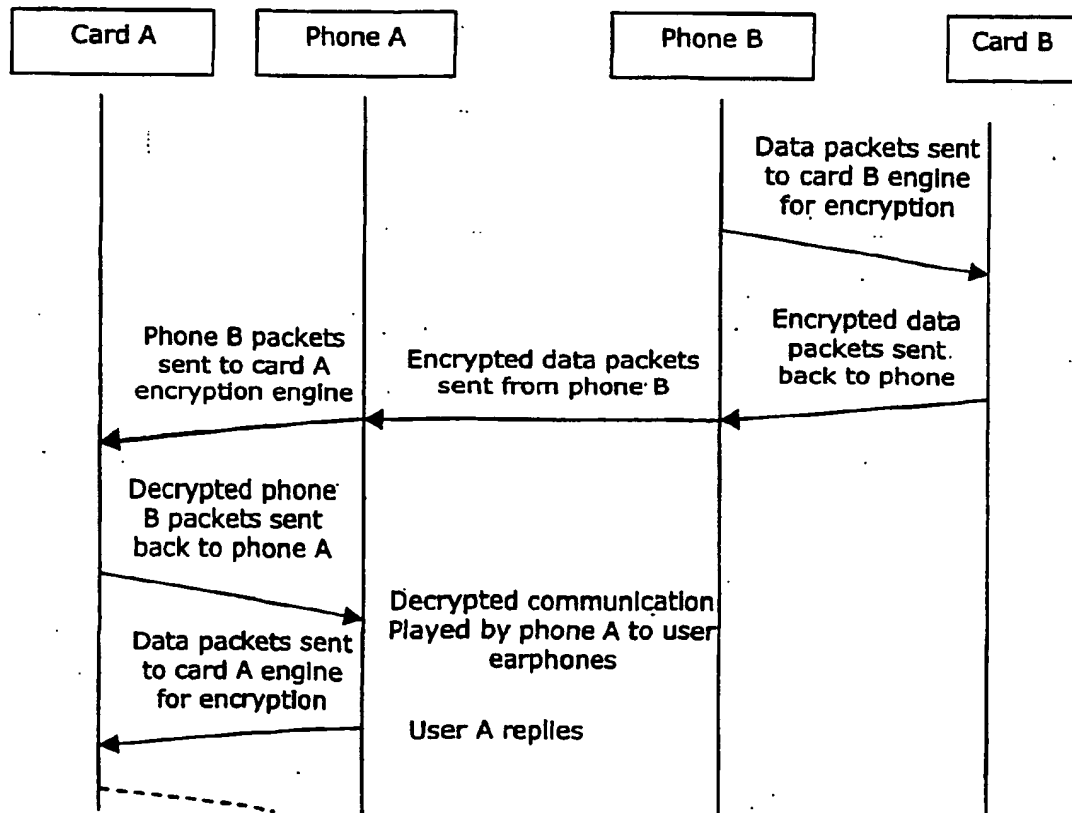 Card A
Phone A
Phone B
Card B
Data packets sent
to card B engine
for encryption
Encrypted data
packets sent.
back to phone
Phone B packets
sent to card A
encryption engine
Encrypted data packets
sent from phone B
Decrypted phone
B packets sent
back to phone A
Decrypted communication
Played by phone A to user
earphones
Data packets sent
to card A engine
for encryption
User A replies